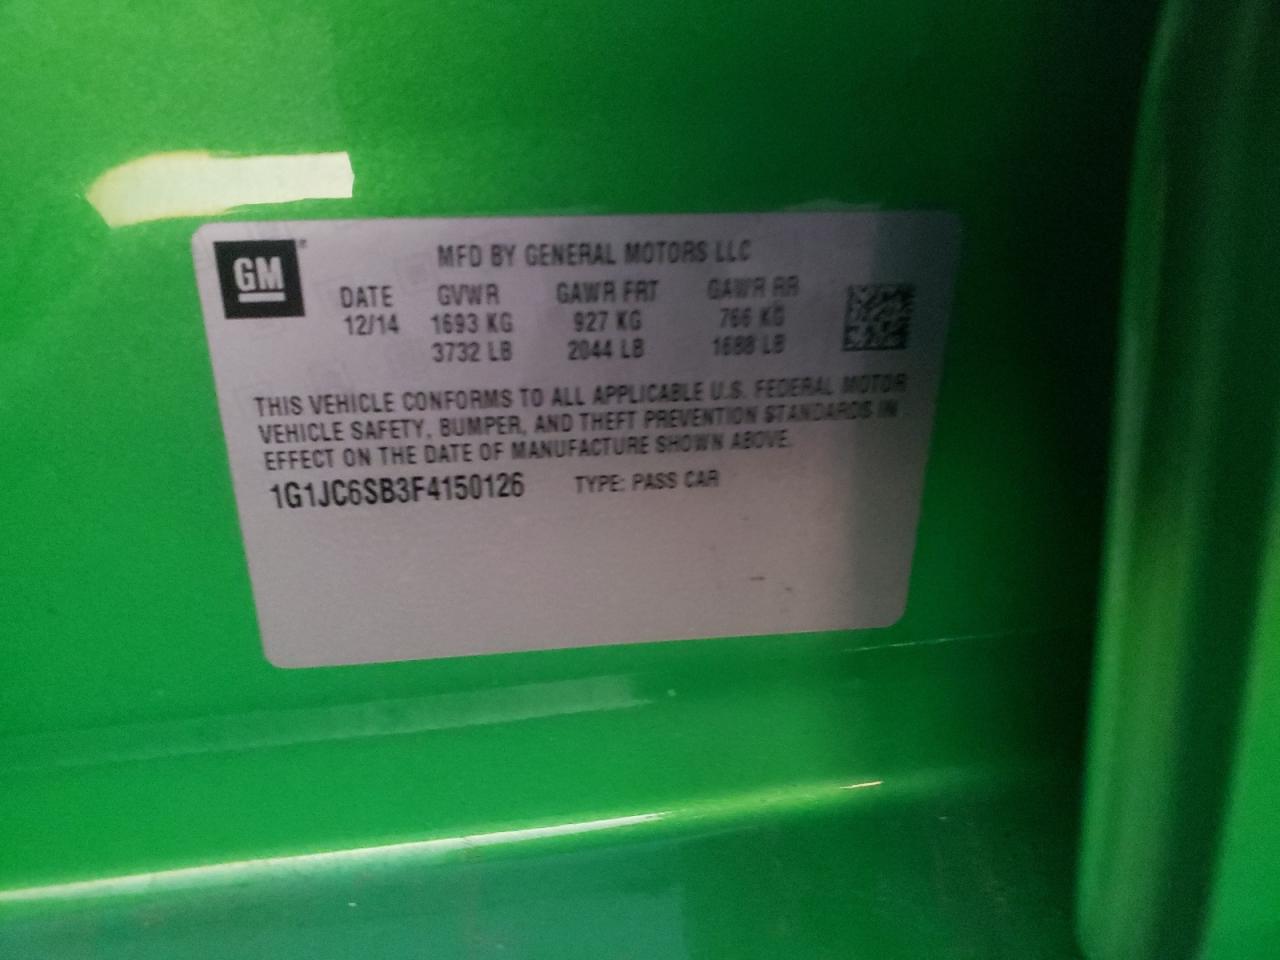 GM
MFD BY GENERAL MOTORS LLC
DATE GVWR GAWR FRT GAWR RR
12/14 1693 KG 927 KG 766 KG
3732 LB 2044 LB 1688 LB
THIS VEHICLE CONFORMS TO ALL APPLICABLE U.S. FEDERAL MOTOR
VEHICLE SAFETY, BUMPER, AND THEFT PREVENTION STANDARDS IN
EFFECT ON THE DATE OF MANUFACTURE SHOWN ABOVE.
1G1JC6SB3F4150126 TYPE: PASS CAR